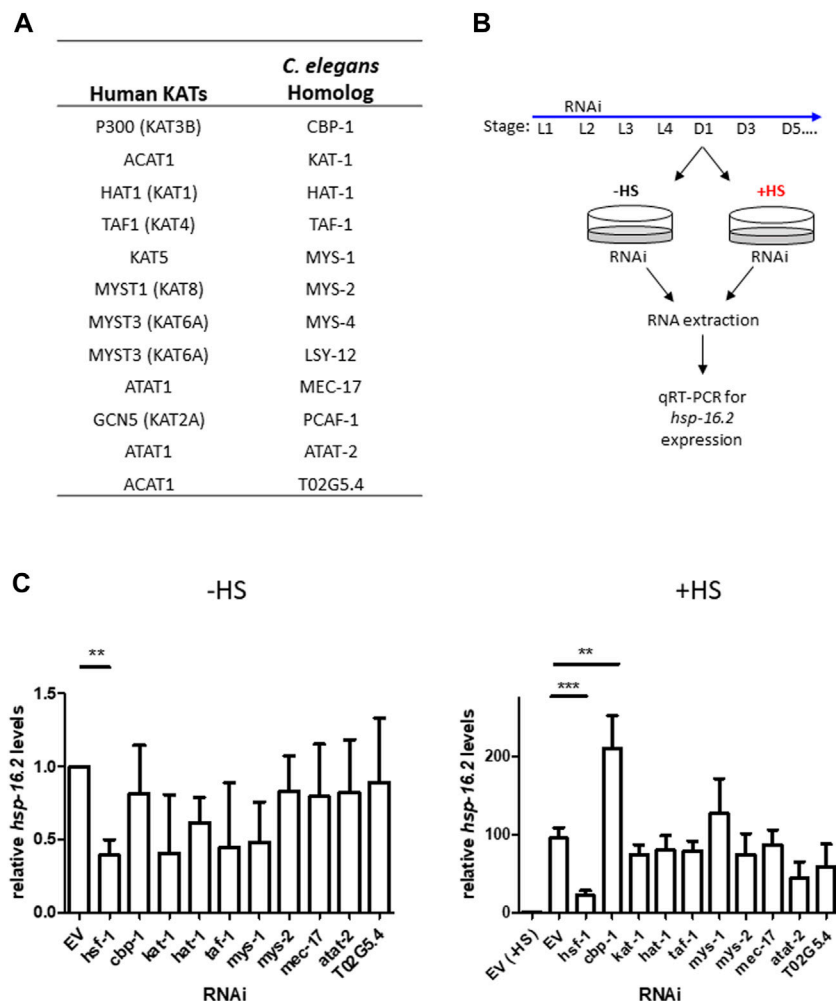 A
Human KATs C. elegans Homolog
P300 (KAT3B) CBP-1
ACAT1 KAT-1
HAT1 (KAT1) HAT-1
TAF1 (KAT4) TAF-1
KAT5 MYS-1
MYST1 (KAT8) MYS-2
MYST3 (KAT6A) MYS-4
MYST3 (KAT6A) LSY-12
ATAT1 MEC-17
GCN5 (KAT2A) PCAF-1
ATAT1 ATAT-2
ACAT1 T02G5.4
B
RNAi
Stage: L1 L2 L3 L4 D1 D3 D5....
-HS +HS
RNAi RNAi
RNA extraction
qRT-PCR for
hsp-16.2
expression
C
-HS
**
relative hsp-16.2 levels
1.5
1.0
0.5
0.0
EV hsf-1 cbp-1 kat-1 hat-1 taf-1 mys-1 mys-2 mec-17 atat-2 T02G5.4
RNAi
+HS
**
***
relative hsp-16.2 levels
200
100
0
EV (-HS) EV hsf-1 cbp-1 kat-1 hat-1 taf-1 mys-1 mys-2 mec-17 atat-2 T02G5.4
RNAi